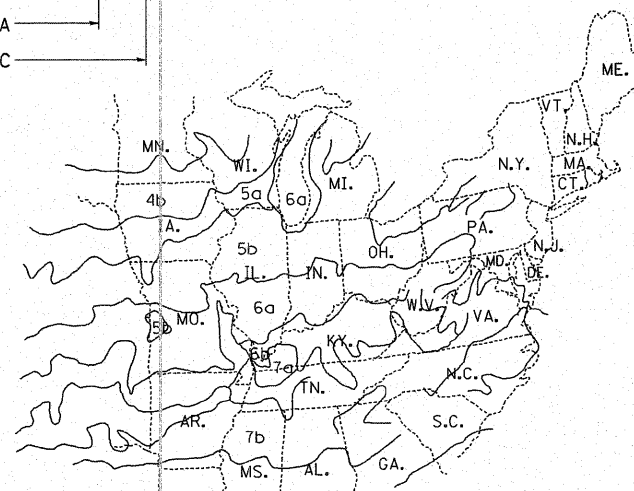 A
C
ME.
VT.
MN.
N.H.
WI.
N.Y.
MA.
MI.
CT.
4b
5a
6a
A.
PA.
5b
OH.
N.J.
IL.
IN.
MD.
DE.
6a
W.V.
MO.
VA.
5b
KY.
6b
7a
N.C.
TN.
AR.
S.C.
7b
MS.
AL.
GA.